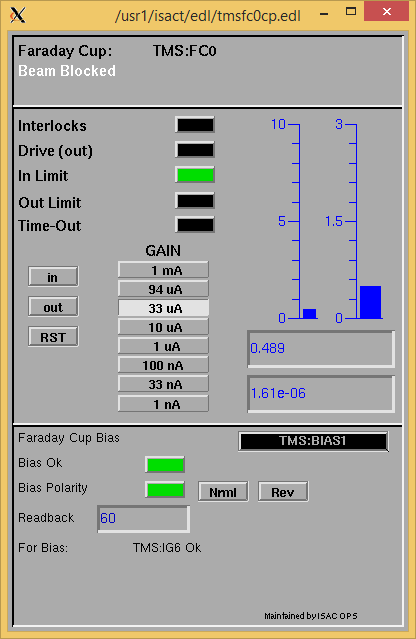 /usr1/isact/edl/tmsfc0cp.edl
Faraday Cup: TMS:FC0
Beam Blocked
Interlocks
Drive (out)
In Limit
Out Limit
Time-Out
10
5
0
3
1.5
0
GAIN
in
out
RST
1 mA
94 uA
33 uA
10 uA
1 uA
100 nA
33 nA
1 nA
0.489
1.61e-06
Faraday Cup Bias TMS:BIAS1
Bias Ok
Bias Polarity Nrml Rev
Readback 60
For Bias: TMS:IG6 Ok
Maintained by ISAC OPS